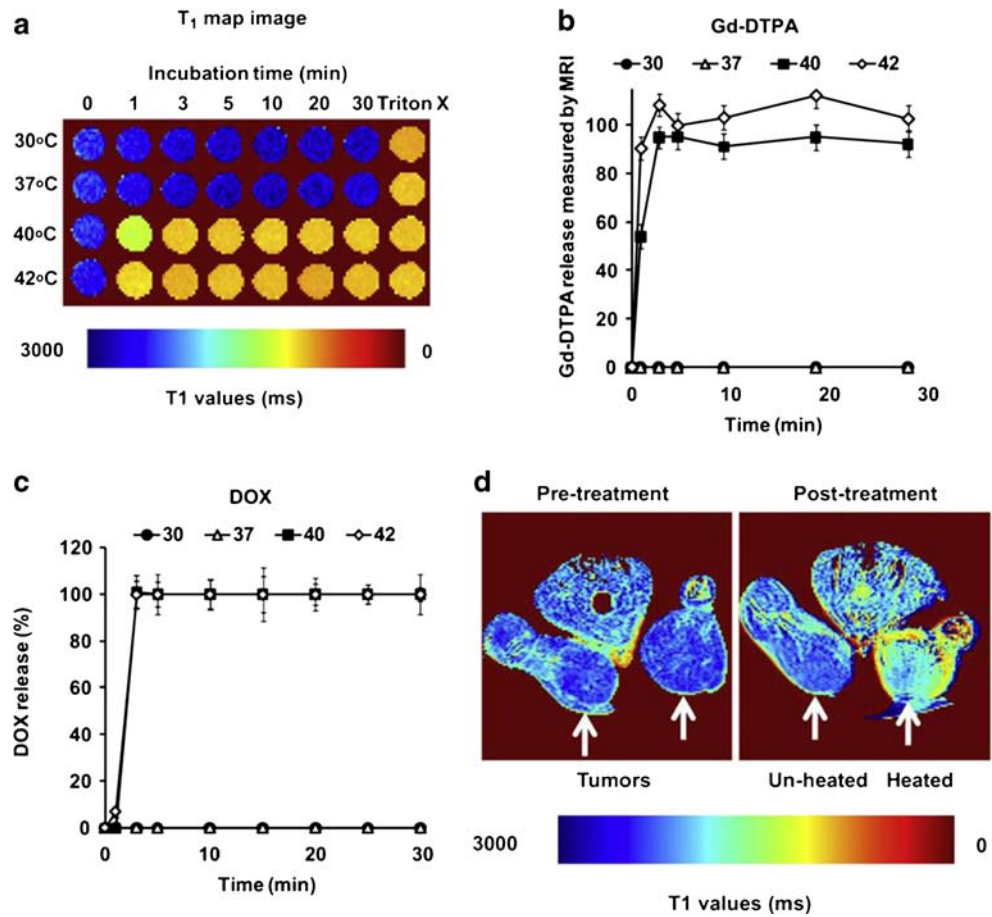 a
T1 map image
Incubation time (min)
0 1 3 5 10 20 30 Triton X
30oC
37oC
40oC
42oC
3000 0
T1 values (ms)
b
Gd-DTPA
30 37 40 42
Gd-DTPA release measured by MRI
100
80
60
40
20
0
0 10 20 30
Time (min)
c
DOX
30 37 40 42
DOX release (%)
120
100
80
60
40
20
0
0 10 20 30
Time (min)
d
Pre-treatment Post-treatment
Tumors Un-heated Heated
3000 0
T1 values (ms)